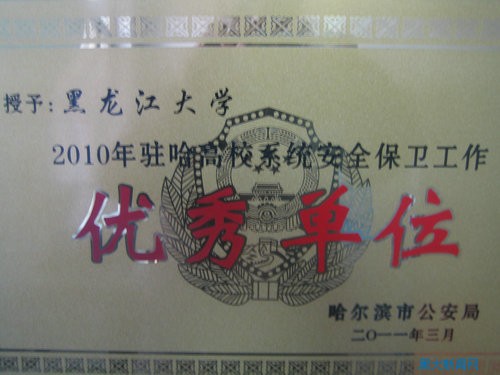 授予：黑龙江大学
2010年驻哈高校系统安全保卫工作
优秀单位
哈尔滨市公安局
二〇一一年三月